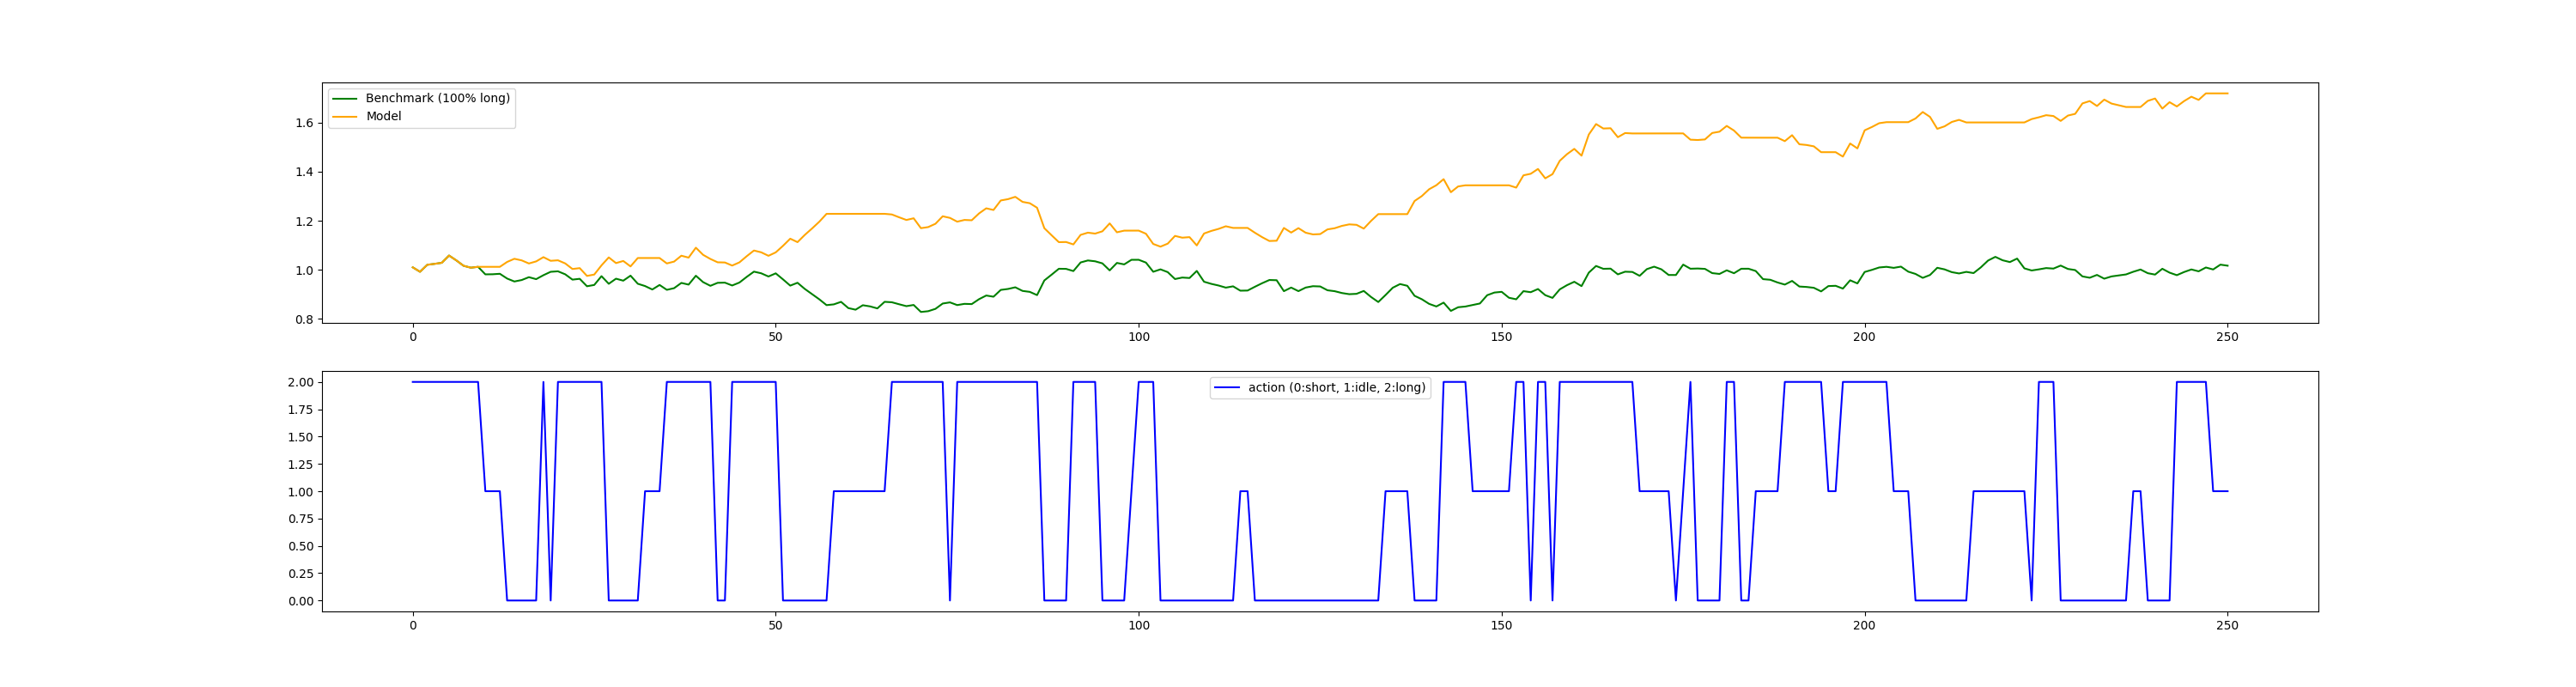 Benchmark (100% long)
Model
1.6
1.4
1.2
1.0
0.8
0 50 100 150 200 250
action (0:short, 1:idle, 2:long)
2.00
1.75
1.50
1.25
1.00
0.75
0.50
0.25
0.00
0 50 100 150 200 250